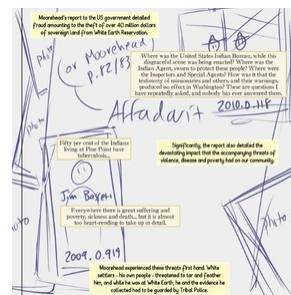 Moorehead's report to the US government detailed
fraud amounting to the theft of over 40 million dollars
of sovereign land from White Earth Reservation.
photo
or Moorehead
p.82/83
Where was the United States Indian Bureau, while this
disgraceful scene was being enacted? Where was the
Indian Agent, sworn to protect these people? Where were
the Inspectors and Special Agents? How was it that the
testimony of missionaries and others, and their warnings,
produced no effect in Washington? These are questions I
have repeatedly asked, and nobody has ever answered them.
Affadavit
2010.0.118
Fifty per cent of the Indians
living at Pine Point have
tuberculosis...
Significantly, the report also detailed the
devastating impact that the accompanying threats of
violence, disease and poverty had on our community.
Jim
Everywhere there is great suffering and
poverty, sickness and death... but it is almost
too heart-rending to take up in detail.
photo
2009.0.919
Moorehead experienced these threats first hand. White
settlers - his own people - threatened to tar and feather
him, and while he was at White Earth, he and the evidence he
collected had to be guarded by Tribal Police.